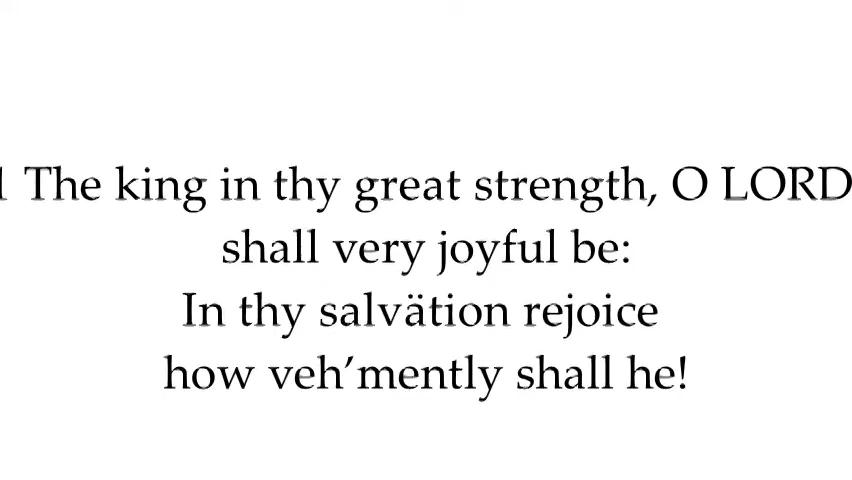 1 The king in thy great strength, O LORD
shall very joyful be:
In thy salvätion rejoice
how veh’mently shall he!